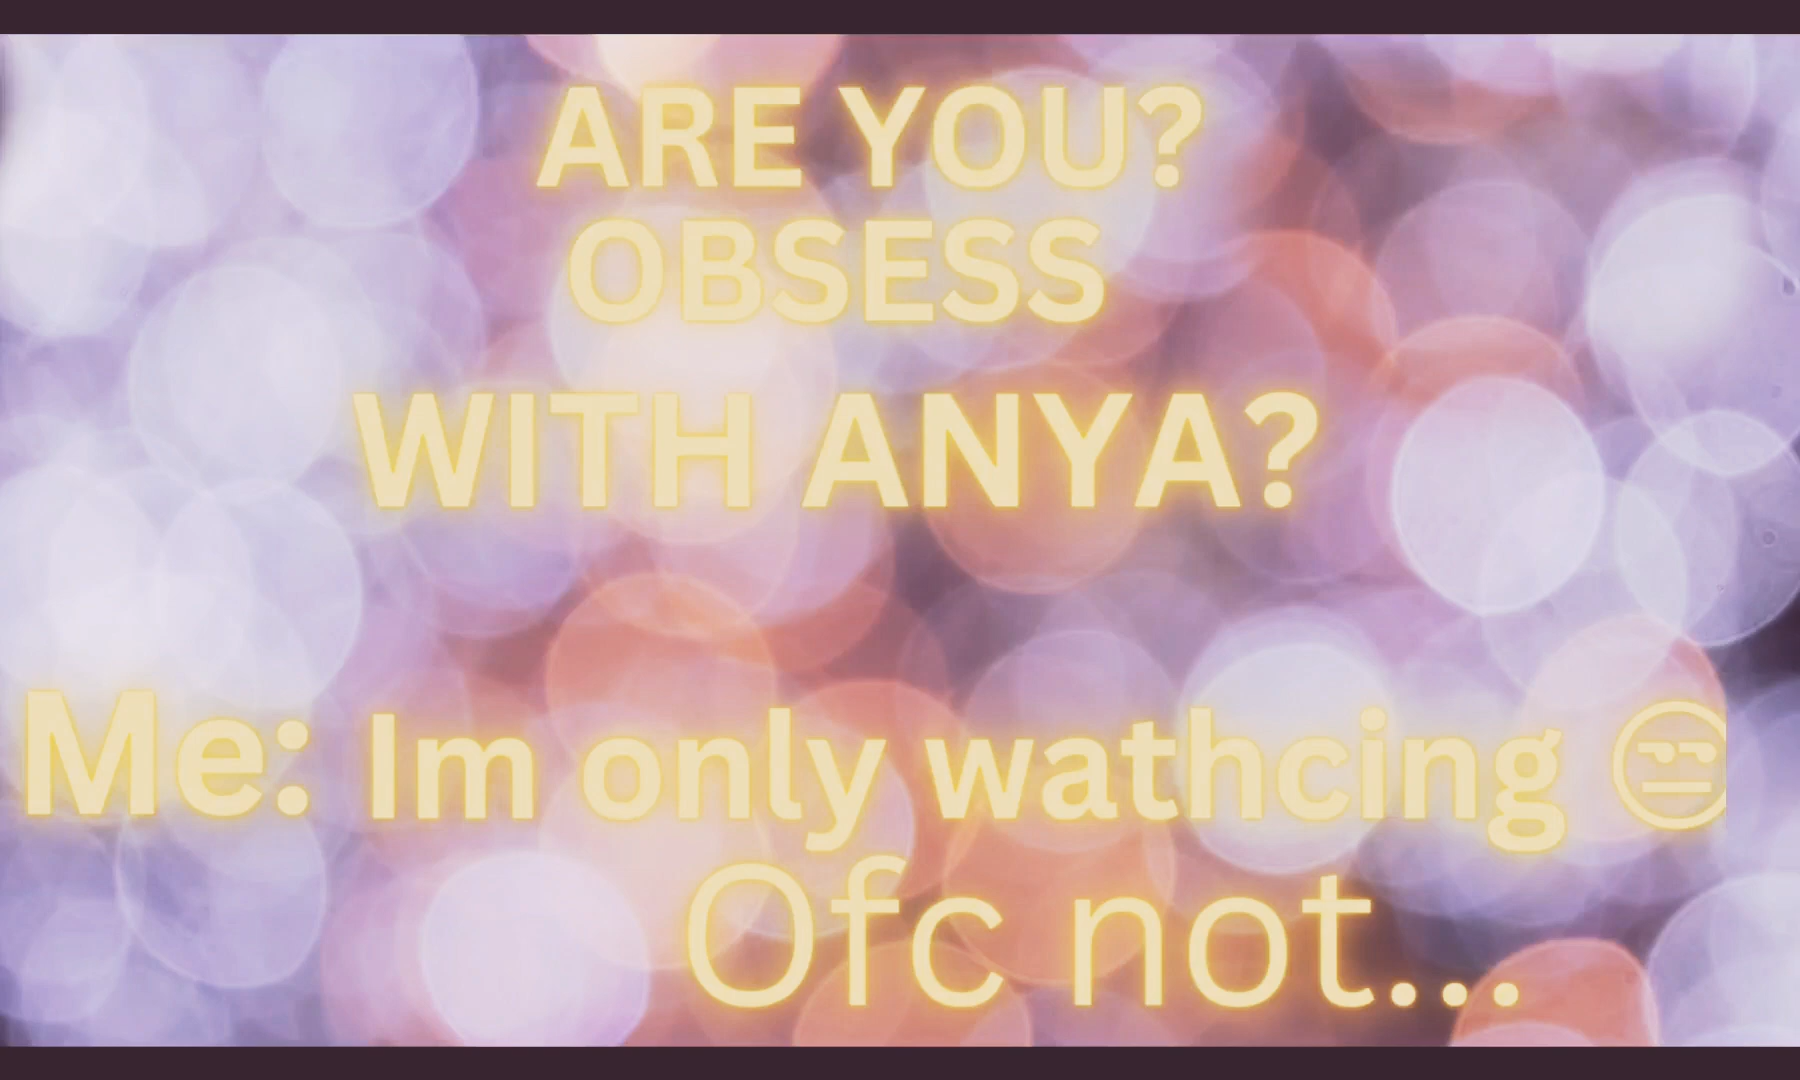 ARE YOU?
OBSESS
WITH ANYA?
Me: Im only wathcing 😑
Ofc not...